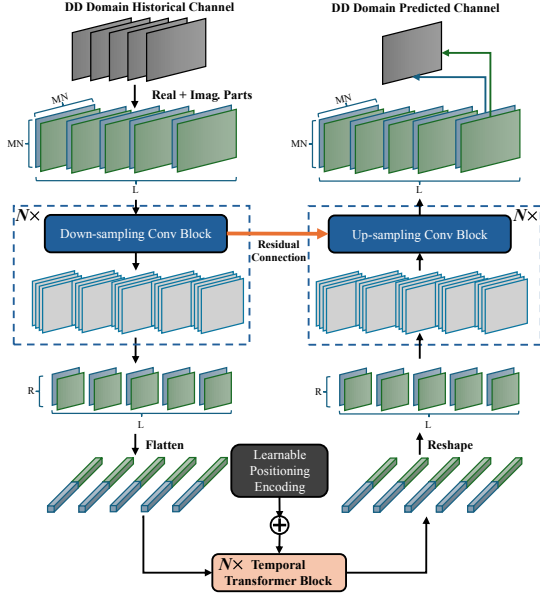 DD Domain Historical Channel
DD Domain Predicted Channel
Real + Imag. Parts
MN
MN
L
MN
MN
L
N×
Down-sampling Conv Block
Residual
Connection
N×
Up-sampling Conv Block
R
L
R
L
Flatten
Learnable
Positioning
Encoding
Reshape
+
N× Temporal
Transformer Block